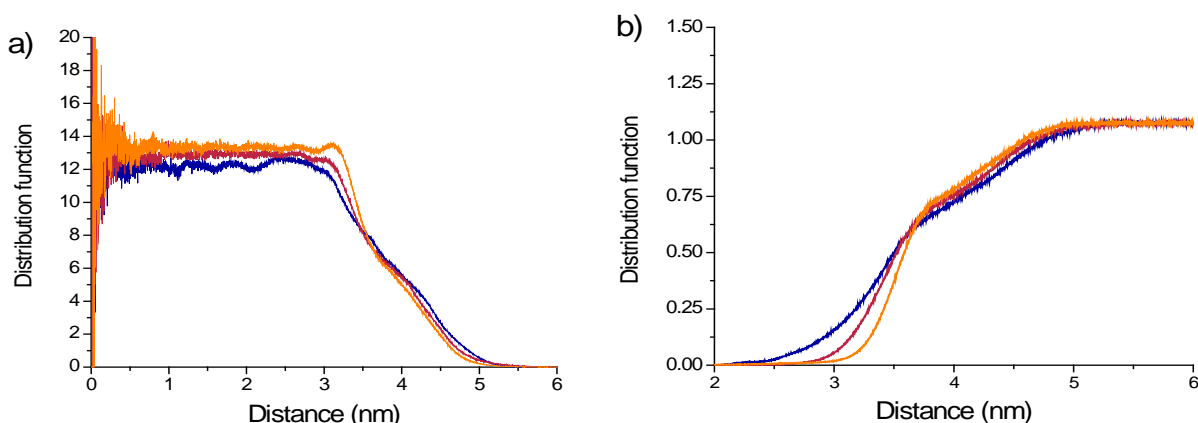 a)
20
18
16
14
12
10
8
6
4
2
0
Distribution function
0 1 2 3 4 5 6
Distance (nm)
b)
1.50
1.25
1.00
0.75
0.50
0.25
0.00
Distribution function
2 3 4 5 6
Distance (nm)